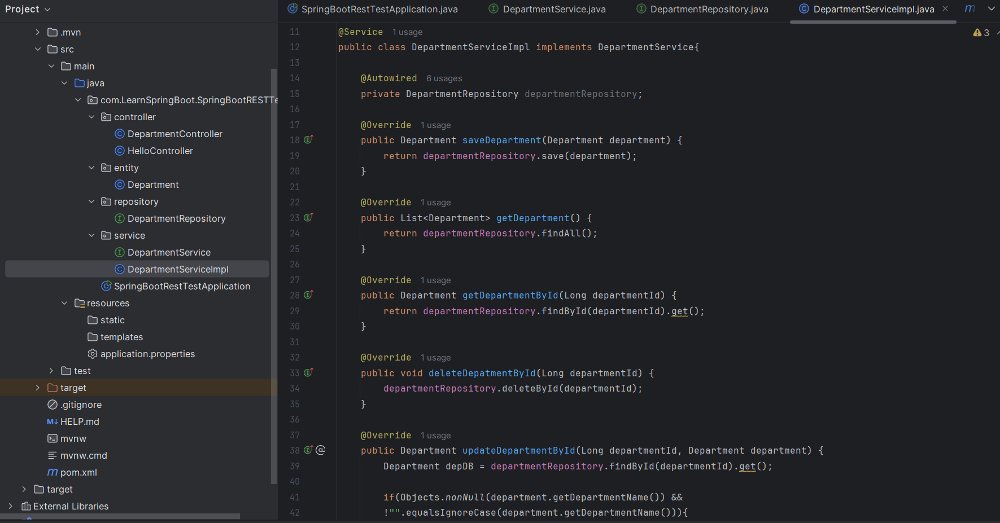 Project
.mvn
src
main
java
com.LearnSpringBoot.SpringBootRESTTe
controller
DepartmentController
HelloController
entity
Department
repository
DepartmentRepository
service
DepartmentService
DepartmentServiceImpl
SpringBootRestTestApplication
resources
static
templates
application.properties
test
target
.gitignore
M↓ HELP.md
mvnw
mvnw.cmd
m pom.xml
target
External Libraries
SpringBootRestTestApplication.java DepartmentService.java DepartmentRepository.java DepartmentServiceImpl.java × m
3
11 @Service 1 usage
12 public class DepartmentServiceImpl implements DepartmentService{
13
14 @Autowired 6 usages
15 private DepartmentRepository departmentRepository;
16
17 @Override 1 usage
18 public Department saveDepartment(Department department) {
19 return departmentRepository.save(department);
20 }
21
22 @Override 1 usage
23 public List<Department> getDepartment() {
24 return departmentRepository.findAll();
25 }
26
27 @Override 1 usage
28 public Department getDepartmentById(Long departmentId) {
29 return departmentRepository.findById(departmentId).get();
30 }
31
32 @Override 1 usage
33 public void deleteDepatmentById(Long departmentId) {
34 departmentRepository.deleteById(departmentId);
35 }
36
37 @Override 1 usage
38 @ public Department updateDepartmentById(Long departmentId, Department department) {
39 Department depDB = departmentRepository.findById(departmentId).get();
40
41 if(Objects.nonNull(department.getDepartmentName()) &&
42 !"".equalsIgnoreCase(department.getDepartmentName())){